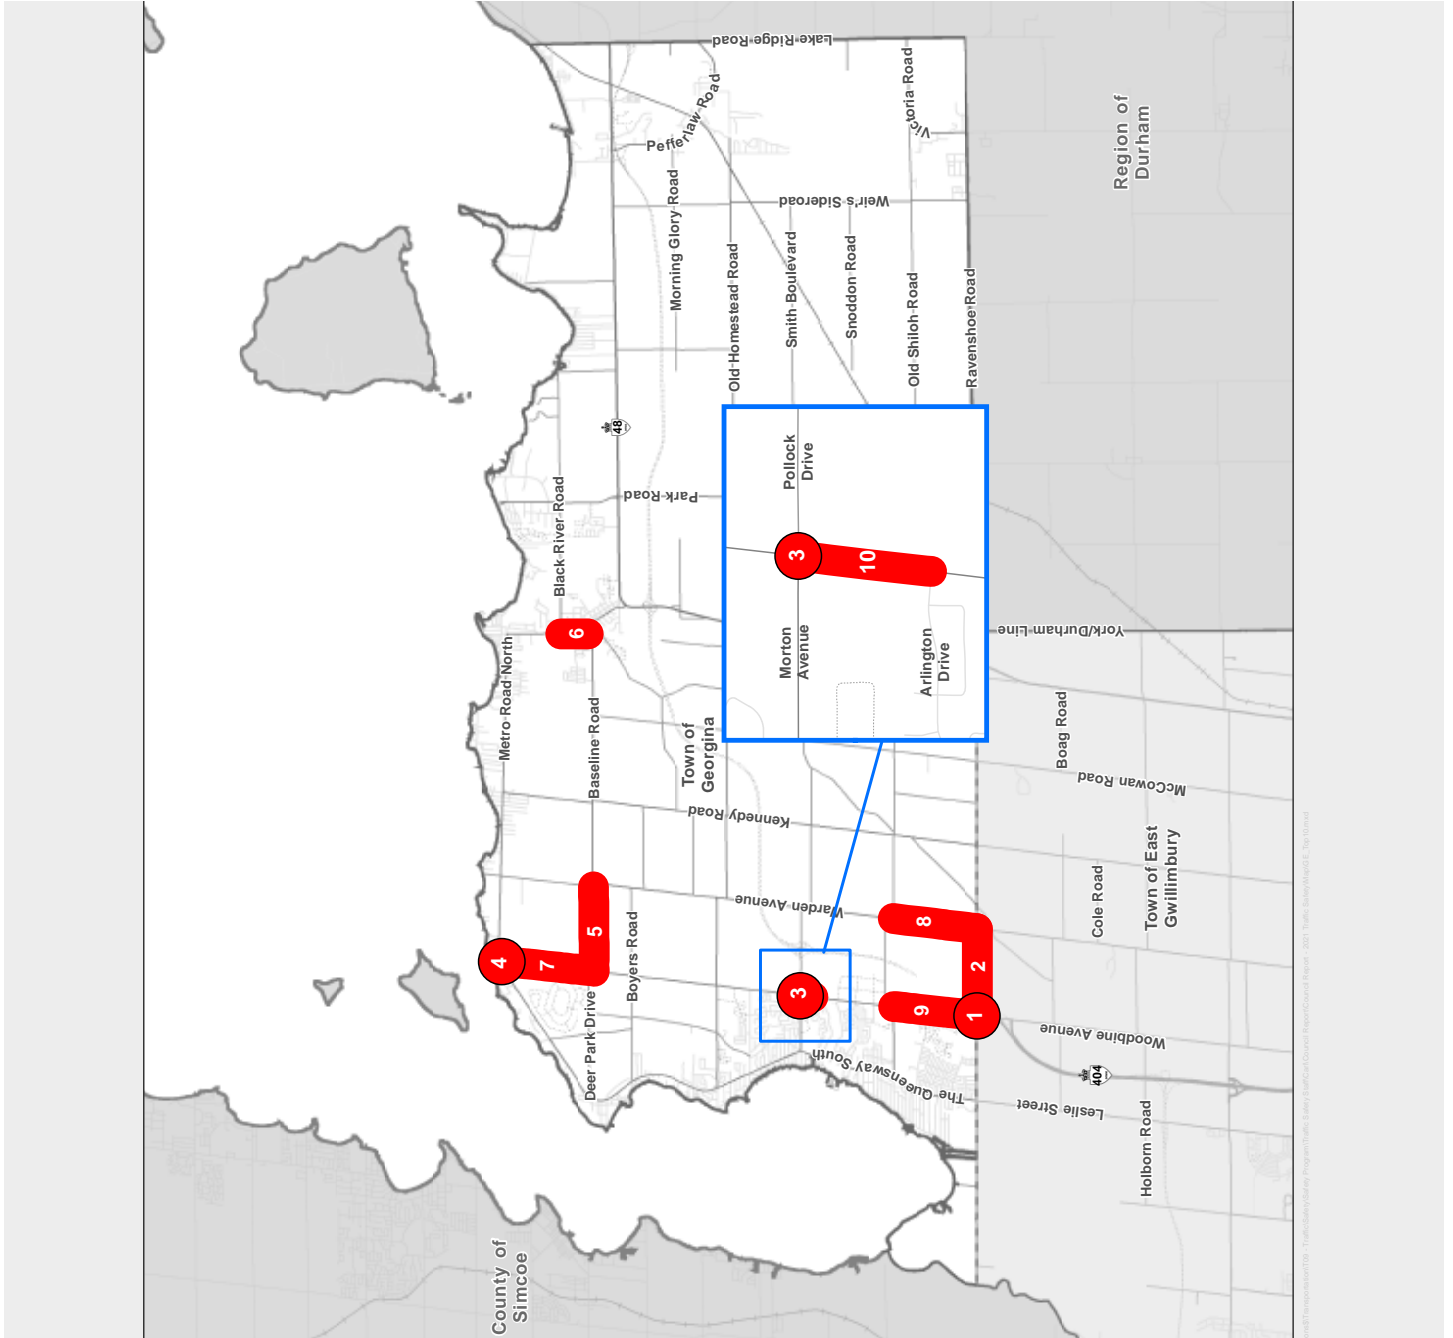 Lake Ridge Road
Pefferlaw Road
Victoria Road
Region of
Durham
Morning Glory Road
Weir's Sideroad
Old Homestead Road
Smith Boulevard
Snoddon Road
Old Shiloh Road
Ravenshoe Road
48
Black River Road
Park Road
Pollock
Drive
3
10
Morton
Avenue
Arlington
Drive
York/Durham Line
6
Metro Road North
Baseline Road
Town of
Georgina
Kennedy Road
Boag Road
McCowan Road
Warden Avenue
Cole Road
Town of East
Gwillimbury
4
7
5
Boyers Road
Deer Park Drive
3
8
2
9
1
Woodbine Avenue
The Queensway South
404
Leslie Street
Holborn Road
County of
Simcoe